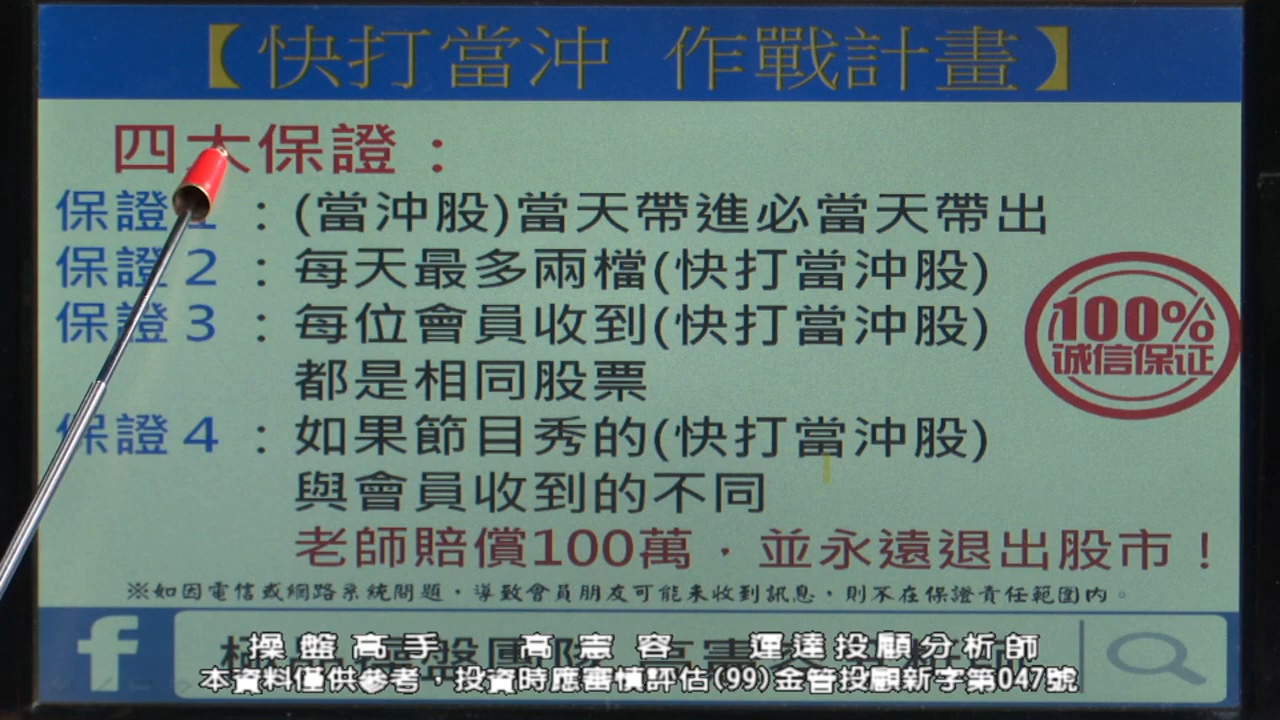 【快打當沖 作戰計畫】
四大保證：
保證1：(當沖股)當天帶進必當天帶出
保證2：每天最多兩檔(快打當沖股)
保證3：每位會員收到(快打當沖股)
都是相同股票
100%
诚信保证
保證4：如果節目秀的(快打當沖股)
與會員收到的不同
老師賠償100萬，並永遠退出股市！
※如因電信或網路系統問題，導致會員朋友可能未收到訊息，則不在保證責任範圍內。
操盤高手 高憲容 運達投顧分析師
本資料僅供參考，投資時應審慎評估(99)金管投顧新字第047號